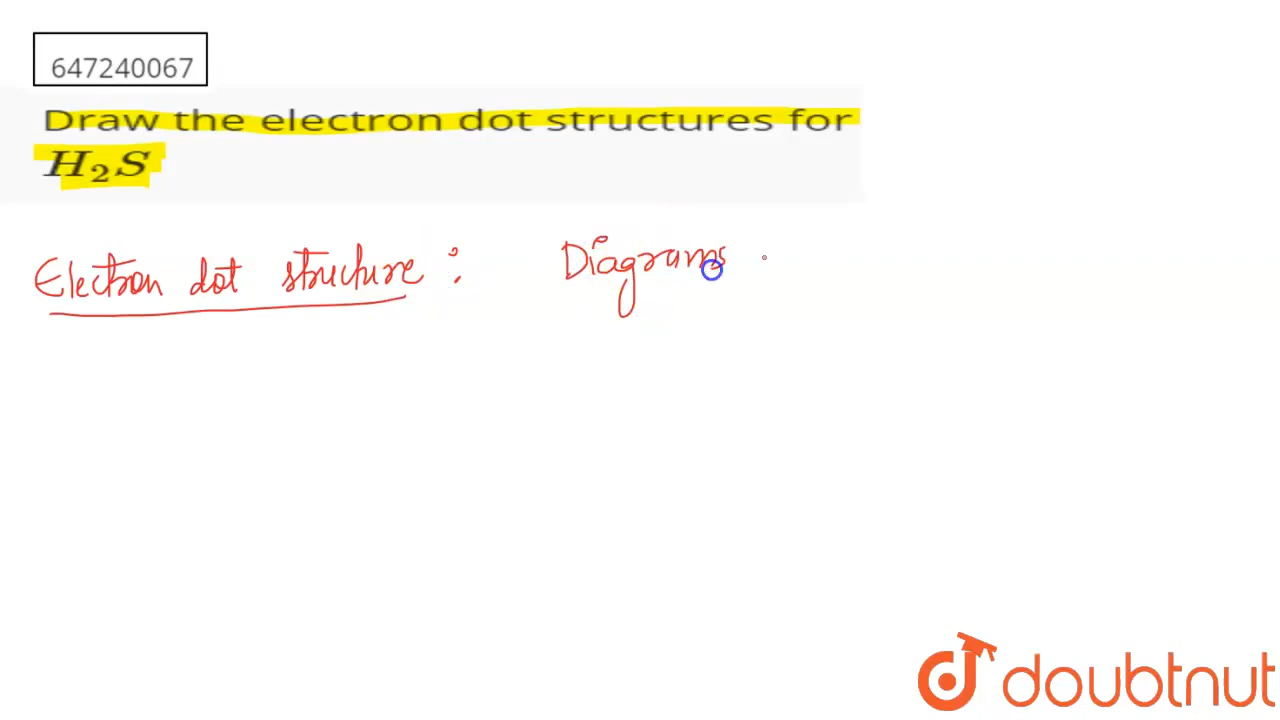 647240067
Draw the electron dot structures for
H₂S
Electron dot structure : Diagrams
doubtnut